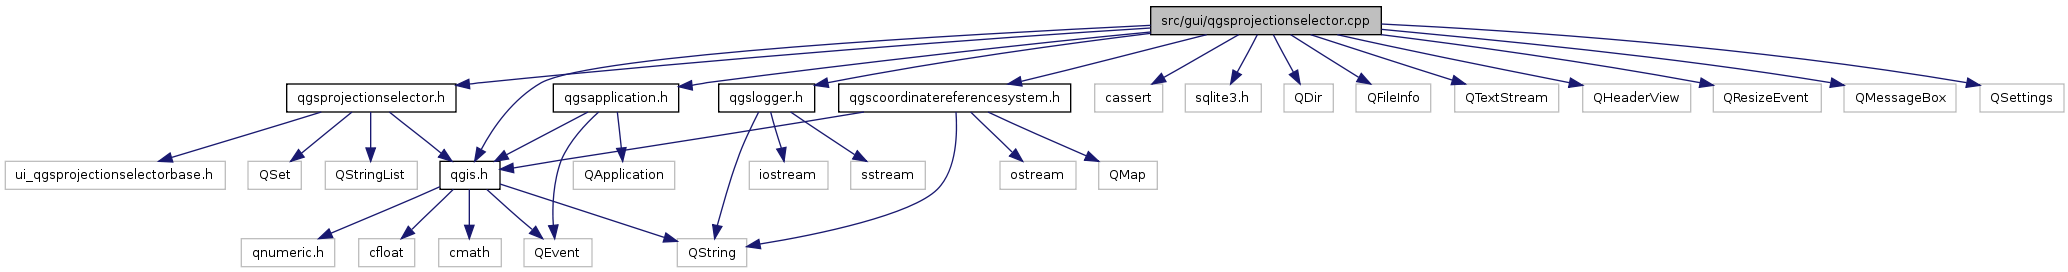 src/gui/qgsprojectionselector.cpp
qgsprojectionselector.h
qgsapplication.h
qgslogger.h
qgscoordinatereferencesystem.h
cassert
sqlite3.h
QDir
QFileInfo
QTextStream
QHeaderView
QResizeEvent
QMessageBox
QSettings
ui_qgsprojectionselectorbase.h
QSet
QStringList
qgis.h
QApplication
iostream
sstream
ostream
QMap
qnumeric.h
cfloat
cmath
QEvent
QString